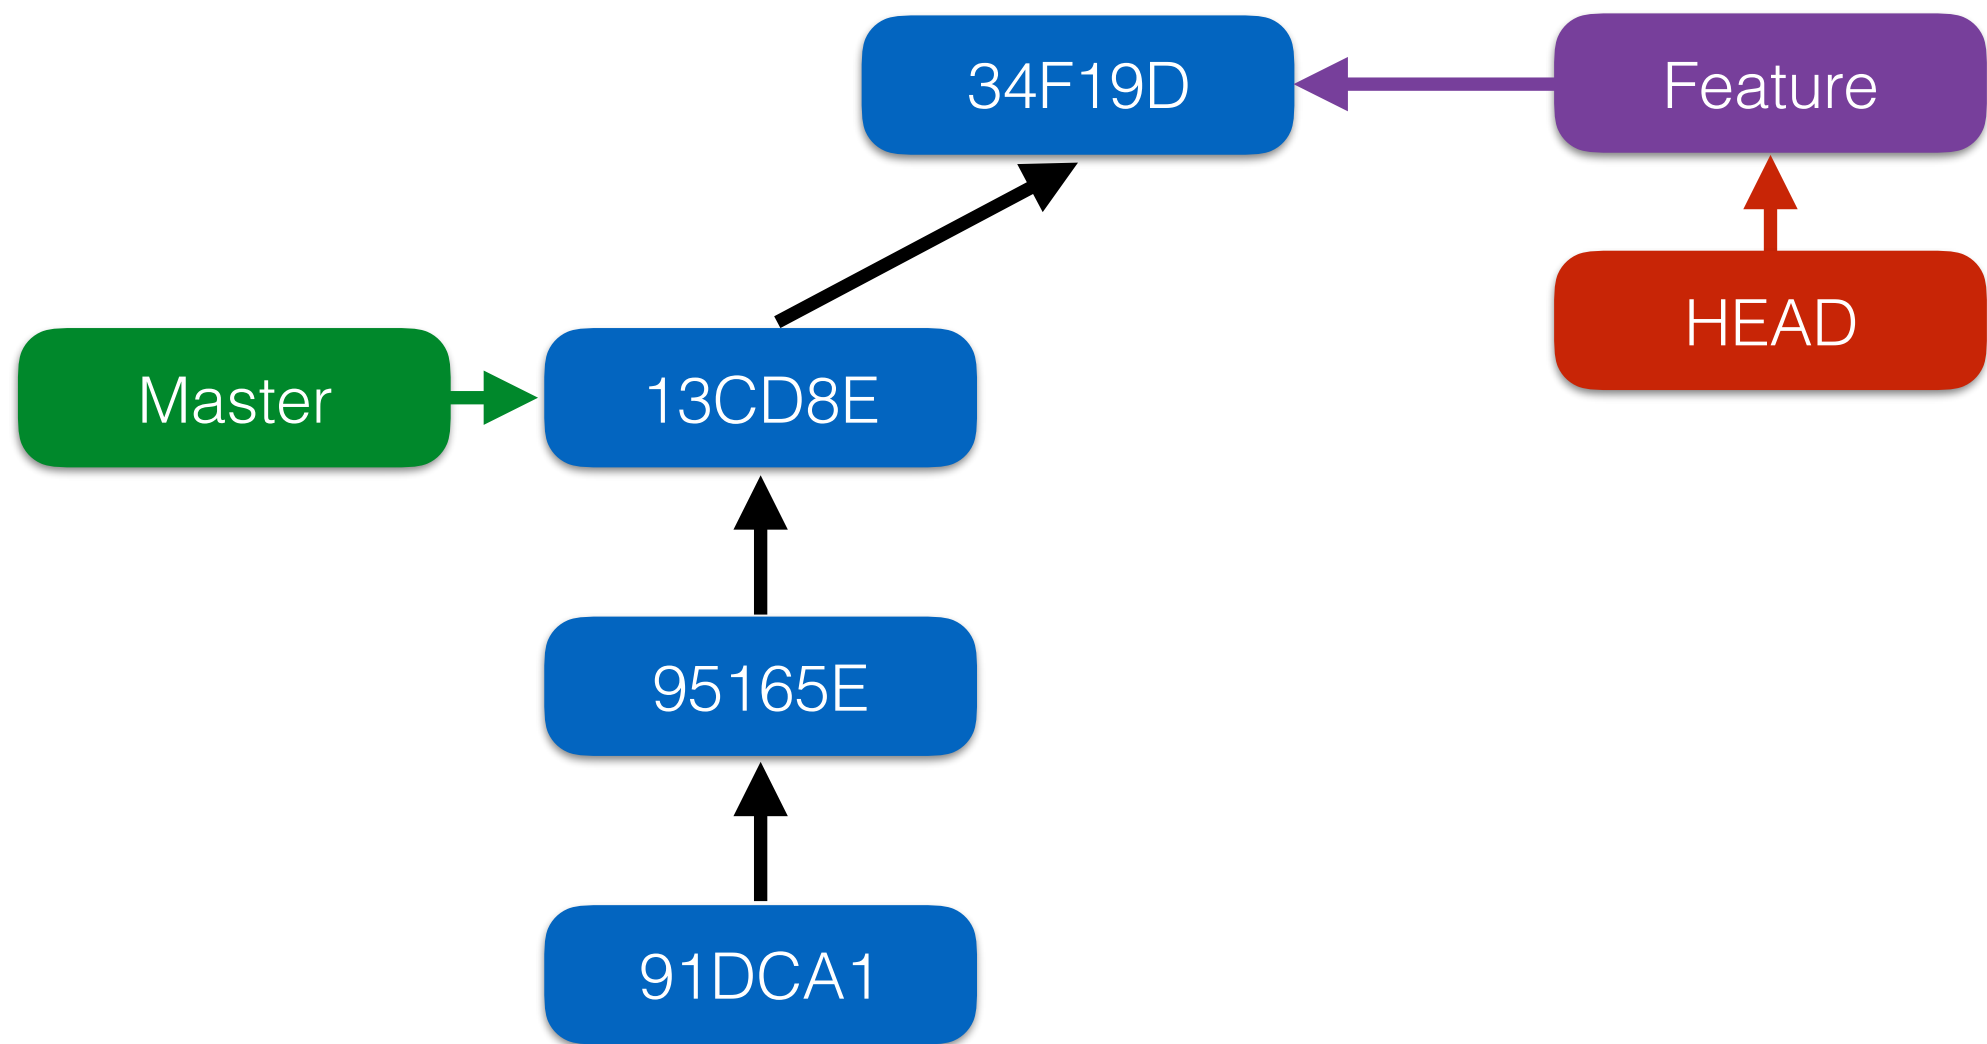 34F19D
Feature
HEAD
Master
13CD8E
95165E
91DCA1